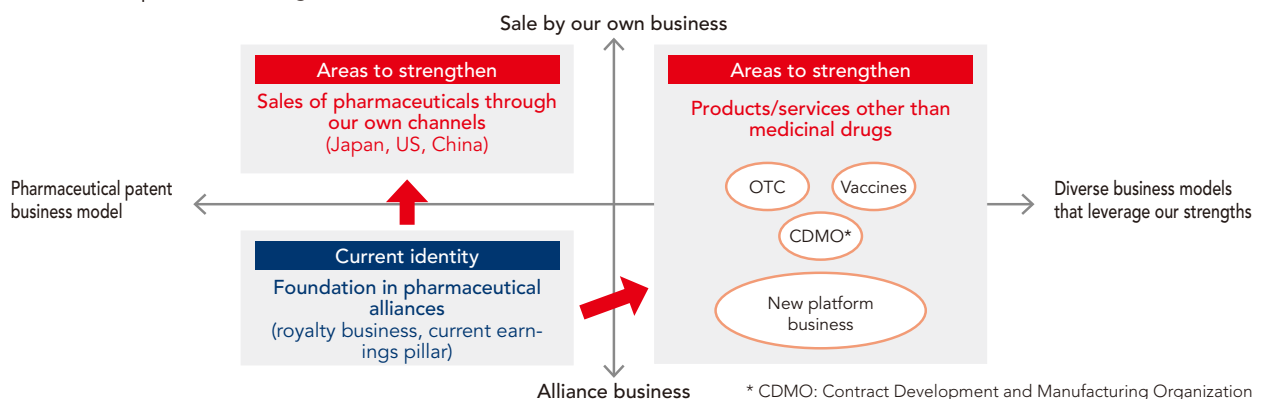 Sale by our own business
Areas to strengthen
Sales of pharmaceuticals through
our own channels
(Japan, US, China)
Areas to strengthen
Products/services other than
medicinal drugs
OTC
Vaccines
CDMO*
New platform
business
Pharmaceutical patent
business model
Diverse business models
that leverage our strengths
Current identity
Foundation in pharmaceutical
alliances
(royalty business, current earn-
ings pillar)
Alliance business
* CDMO: Contract Development and Manufacturing Organization